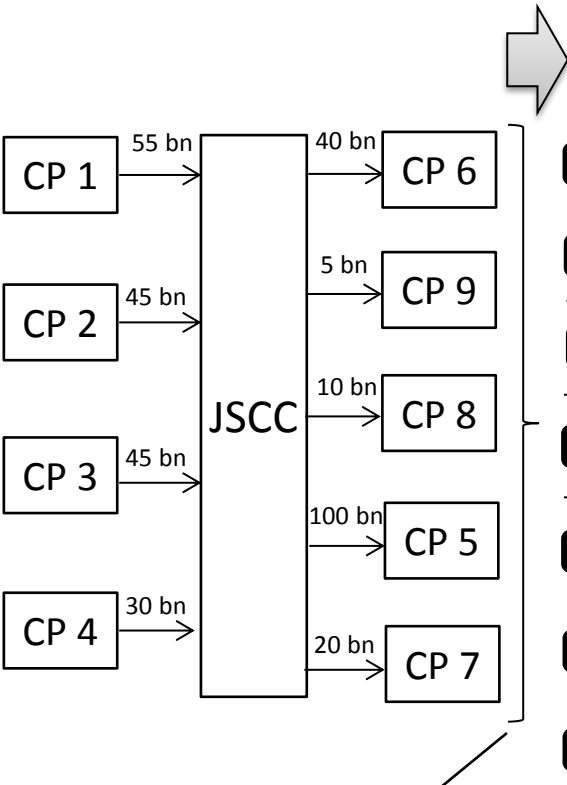 55 bn
40 bn
CP 1
CP 6
5 bn
45 bn
CP 9
CP 2
10 bn
JSCC
CP 8
45 bn
CP 3
100 bn
CP 5
30 bn
CP 4
20 bn
CP 7